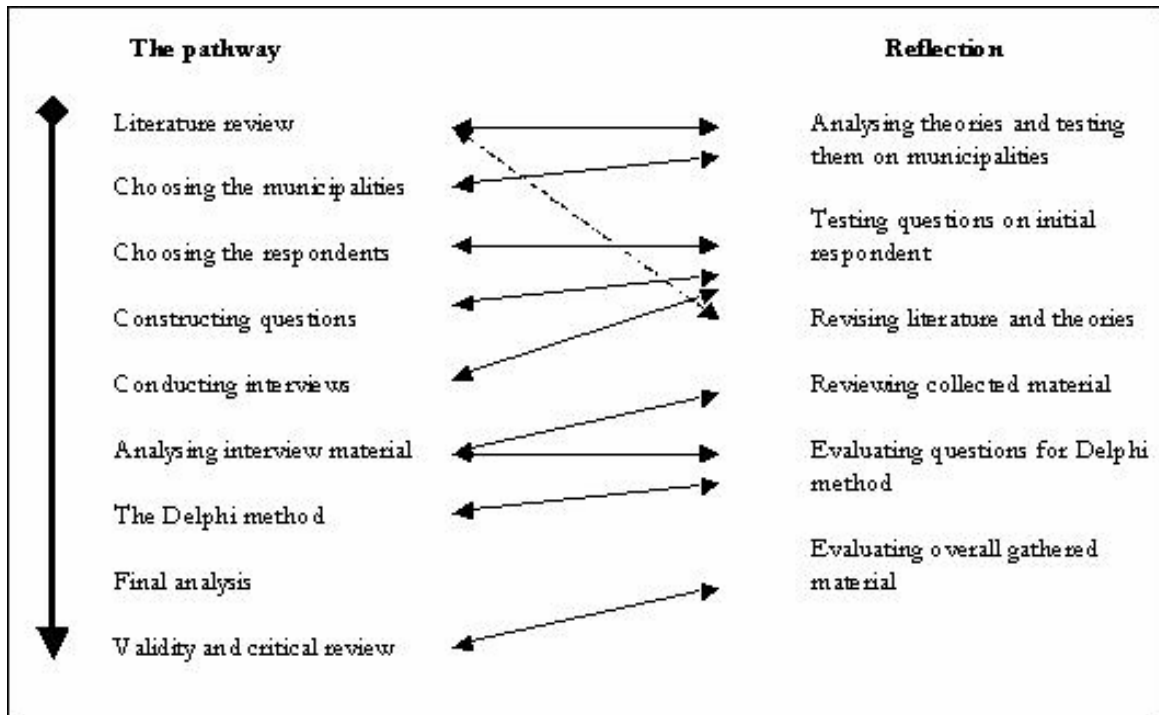 The pathway
Reflection
Literature review
Choosing the municipalities
Choosing the respondents
Constructing questions
Conducting interviews
Analysing interview material
The Delphi method
Final analysis
Validity and critical review
Analysing theories and testing
them on municipalities
Testing questions on initial
respondent
Revising literature and theories
Reviewing collected material
Evaluating questions for Delphi
method
Evaluating overall gathered
material